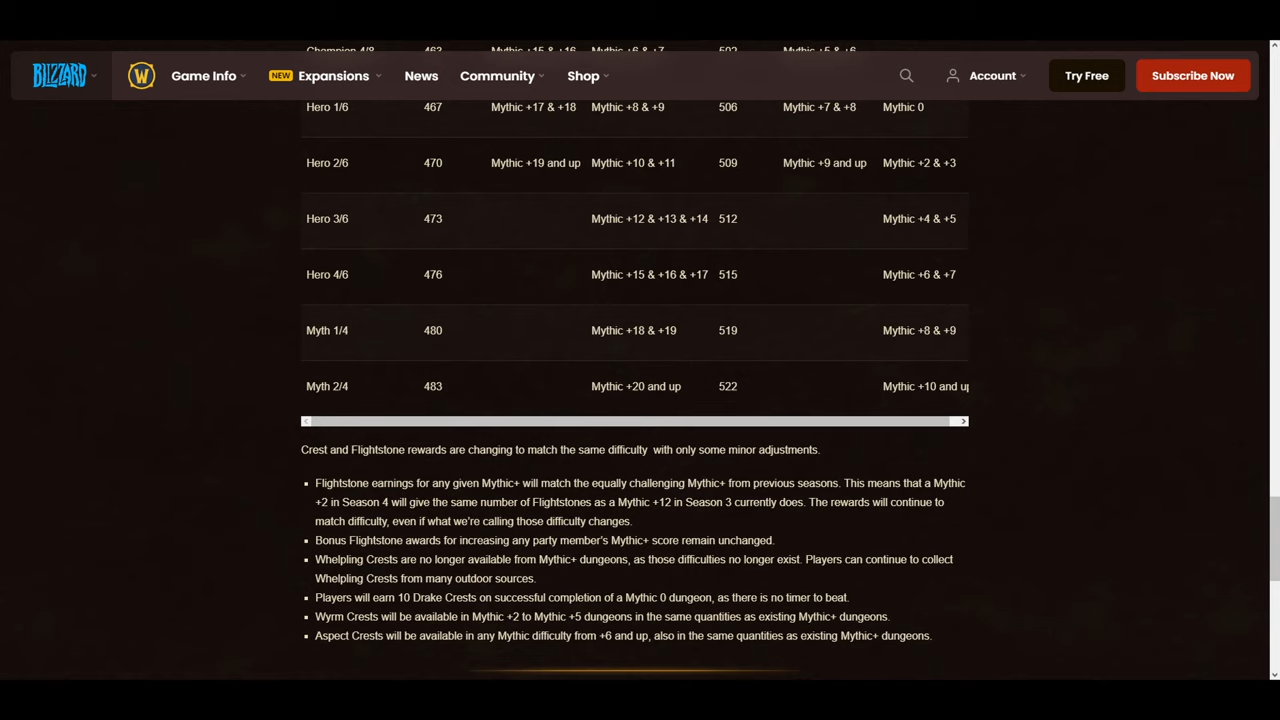 Champion 4/8 463 Mythic +15 & +16 Mythic +6 & +7 502 Mythic +5 & +6
BLIZZARD W Game Info NEW Expansions News Community Shop Account Try Free Subscribe Now
Hero 1/6 467 Mythic +17 & +18 Mythic +8 & +9 506 Mythic +7 & +8 Mythic 0
Hero 2/6 470 Mythic +19 and up Mythic +10 & +11 509 Mythic +9 and up Mythic +2 & +3
Hero 3/6 473 Mythic +12 & +13 & +14 512 Mythic +4 & +5
Hero 4/6 476 Mythic +15 & +16 & +17 515 Mythic +6 & +7
Myth 1/4 480 Mythic +18 & +19 519 Mythic +8 & +9
Myth 2/4 483 Mythic +20 and up 522 Mythic +10 and up
Crest and Flightstone rewards are changing to match the same difficulty with only some minor adjustments.
Flightstone earnings for any given Mythic+ will match the equally challenging Mythic+ from previous seasons. This means that a Mythic
+2 in Season 4 will give the same number of Flightstones as a Mythic +12 in Season 3 currently does. The rewards will continue to
match difficulty, even if what we're calling those difficulty changes.
Bonus Flightstone awards for increasing any party member's Mythic+ score remain unchanged.
Whelpling Crests are no longer available from Mythic+ dungeons, as those difficulties no longer exist. Players can continue to collect
Whelpling Crests from many outdoor sources.
Players will earn 10 Drake Crests on successful completion of a Mythic 0 dungeon, as there is no timer to beat.
Wyrm Crests will be available in Mythic +2 to Mythic +5 dungeons in the same quantities as existing Mythic+ dungeons.
Aspect Crests will be available in any Mythic difficulty from +6 and up, also in the same quantities as existing Mythic+ dungeons.